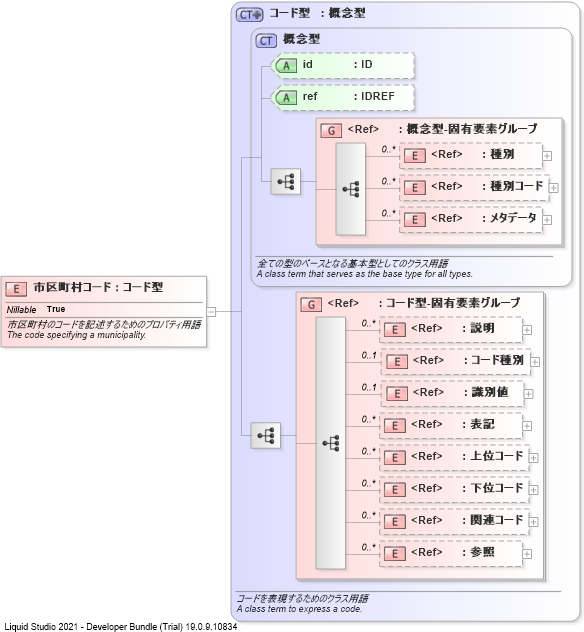 CT コード型 : 概念型
CT 概念型
A id : ID
A ref : IDREF
G <Ref> : 概念型-固有要素グループ
0..* E <Ref> : 種別
0..* E <Ref> : 種別コード
0..* E <Ref> : メタデータ
全ての型のベースとなる基本型としてのクラス用語
A class term that serves as the base type for all types.
E 市区町村コード : コード型
Nillable True
市区町村のコードを記述するためのプロパティ用語
The code specifying a municipality.
G <Ref> : コード型-固有要素グループ
0..* E <Ref> : 説明
0..1 E <Ref> : コード種別
0..1 E <Ref> : 識別値
0..* E <Ref> : 表記
0..* E <Ref> : 上位コード
0..* E <Ref> : 下位コード
0..* E <Ref> : 関連コード
0..* E <Ref> : 参照
コードを表現するためのクラス用語
A class term to express a code.
Liquid Studio 2021 - Developer Bundle (Trial) 19.0.9.10834